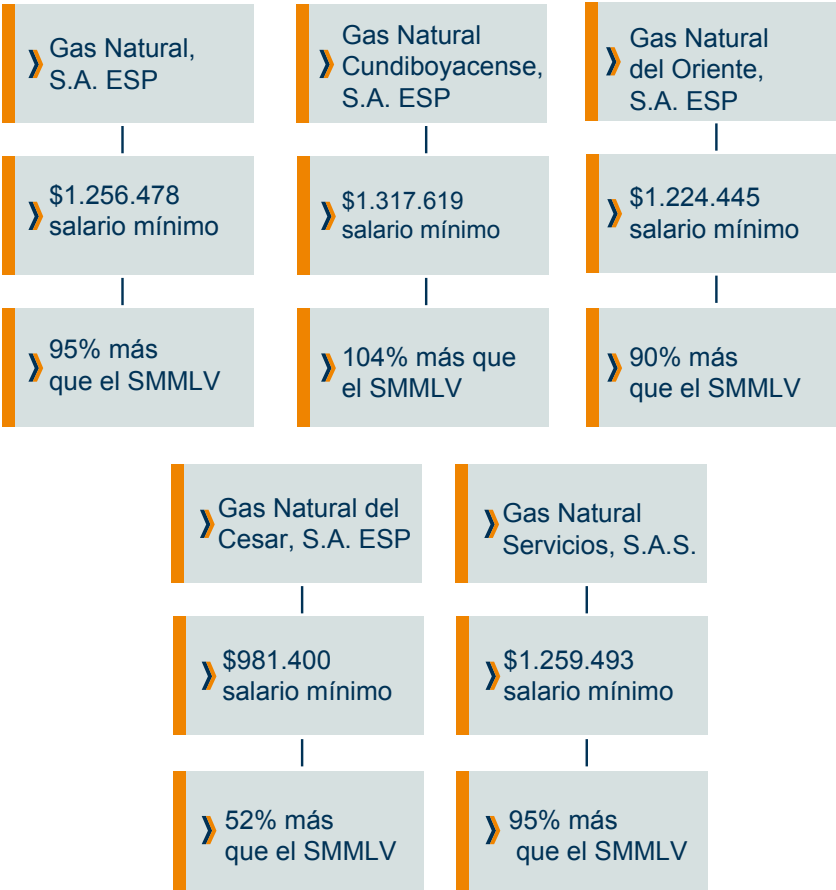 Gas Natural,
S.A. ESP
$1.256.478
salario mínimo
95% más
que el SMMLV
Gas Natural
Cundiboyacense,
S.A. ESP
$1.317.619
salario mínimo
104% más que
el SMMLV
Gas Natural
del Oriente,
S.A. ESP
$1.224.445
salario mínimo
90% más
que el SMMLV
Gas Natural del
Cesar, S.A. ESP
$981.400
salario mínimo
52% más
que el SMMLV
Gas Natural
Servicios, S.A.S.
$1.259.493
salario mínimo
95% más
que el SMMLV